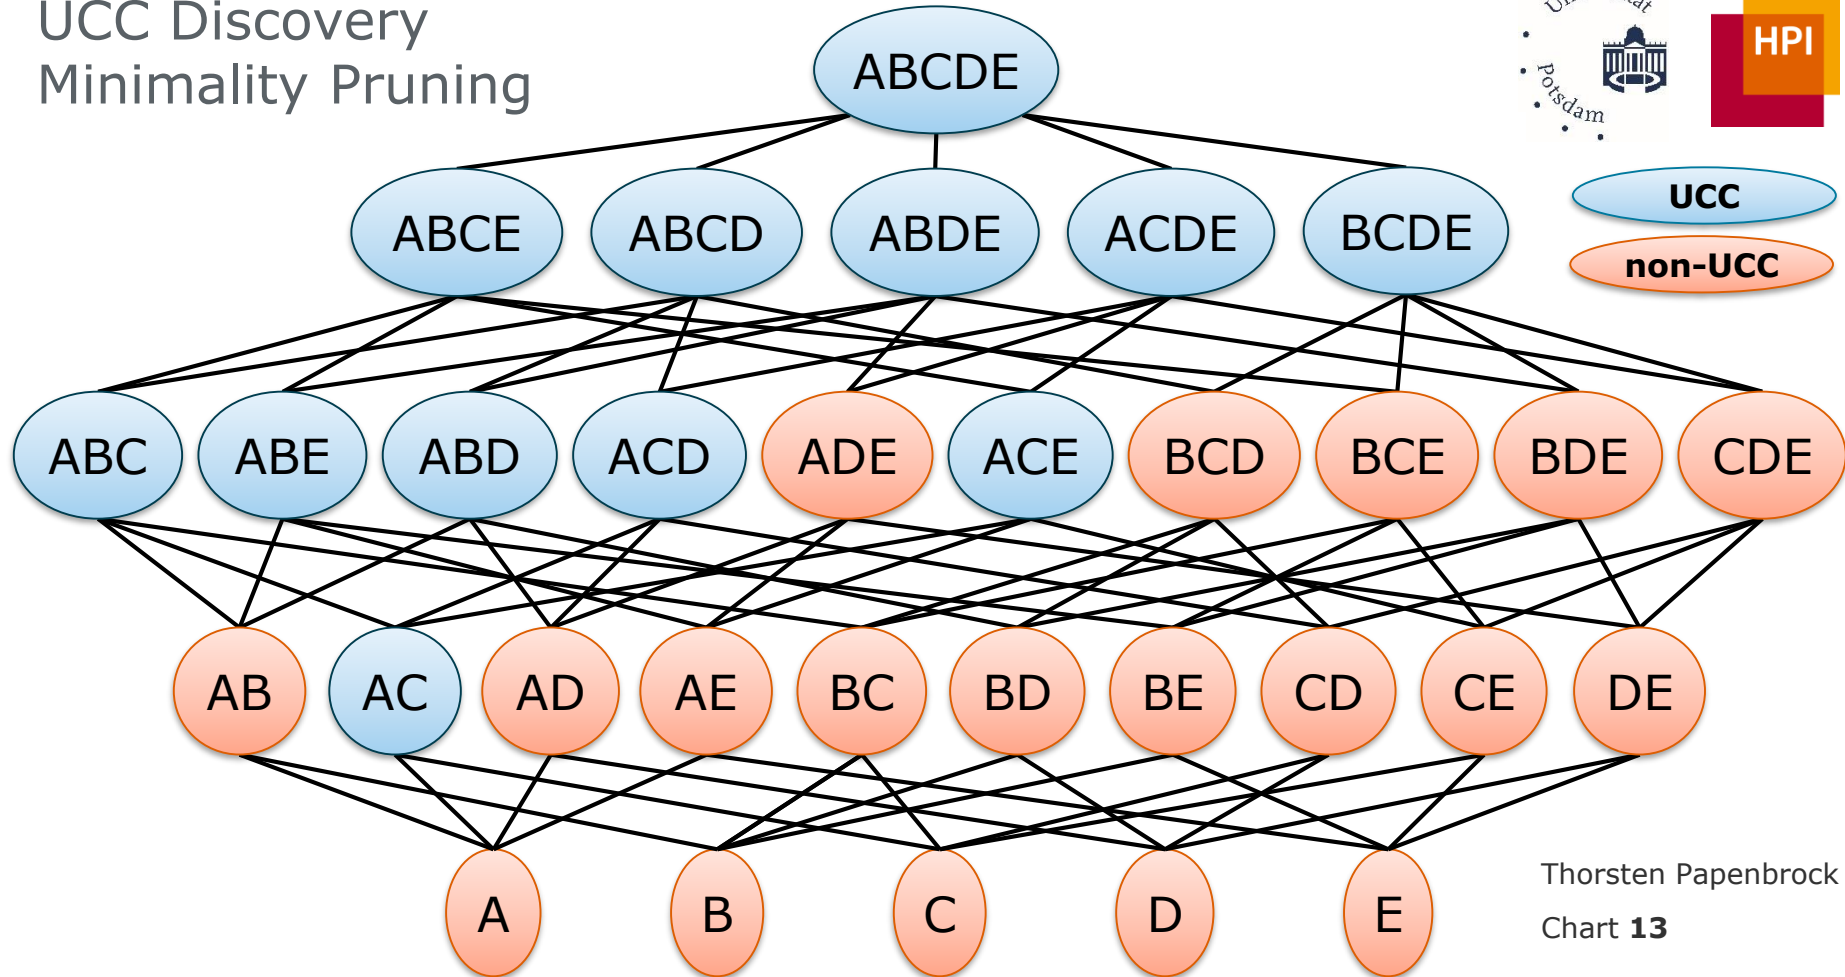 UCC Discovery
Minimality Pruning
Potsdam
HPI
UCC
non-UCC
ABCDE
ABCE ABCD ABDE ACDE BCDE
ABC ABE ABD ACD ADE ACE BCD BCE BDE CDE
AB AC AD AE BC BD BE CD CE DE
A B C D E
Thorsten Papenbrock
Chart 13